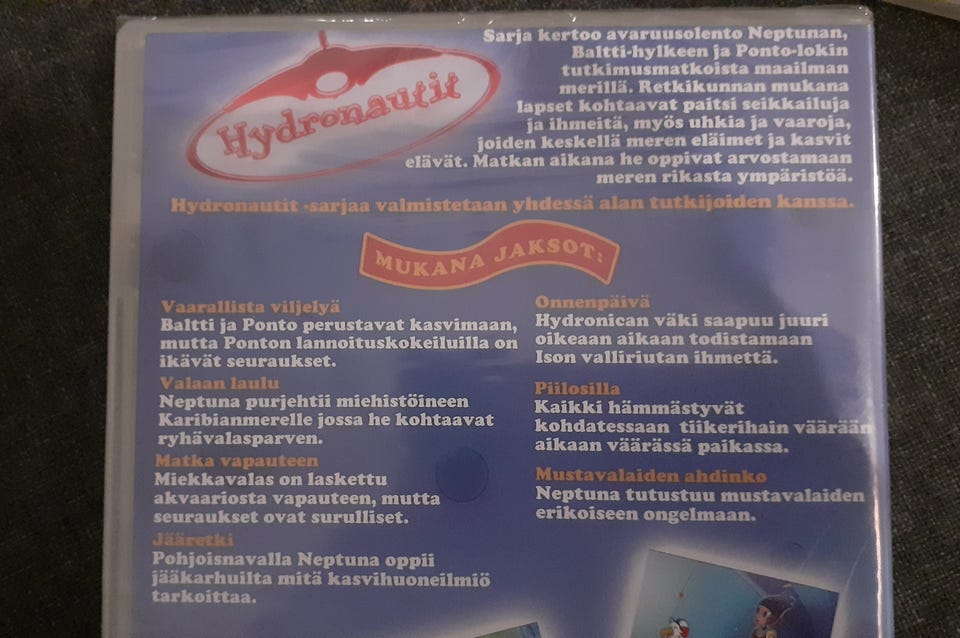 Hydronautit
Sarja kertoo avaruusolento Neptunan,
Baltti-hylkeen ja Ponto-lokin
tutkimusmatkoista maailman
merillä. Retkikunnan mukana
lapset kohtaavat paitsi seikkailuja
ja ihmeitä, myös uhkia ja vaaroja,
joiden keskellä meren eläimet ja kasvit
elävät. Matkan aikana he oppivat arvostamaan
meren rikasta ympäristöä.
Hydronautit -sarjaa valmistetaan yhdessä alan tutkijoiden kanssa.
MUKANA JAKSOT:
Vaarallista viljelyä
Baltti ja Ponto perustavat kasvimaan,
mutta Ponton lannoituskokeiluilla on
ikävät seuraukset.
Valaan laulu
Neptuna purjehtii miehistöineen
Karibianmerelle jossa he kohtaavat
ryhävalasparven.
Matka vapauteen
Miekkavalas on laskettu
akvaariosta vapauteen, mutta
seuraukset ovat surulliset.
Jääretki
Pohjoisnavalla Neptuna oppii
jääkarhuilta mitä kasvihuoneilmiö
tarkoittaa.
Onnenpäivä
Hydronican väki saapuu juuri
oikeaan aikaan todistamaan
Ison valliriutan ihmettä.
Piilosilla
Kaikki hämmästyvät
kohdatessaan tiikerihain väärään
aikaan väärässä paikassa.
Mustavalaiden ahdinko
Neptuna tutustuu mustavalaiden
erikoiseen ongelmaan.